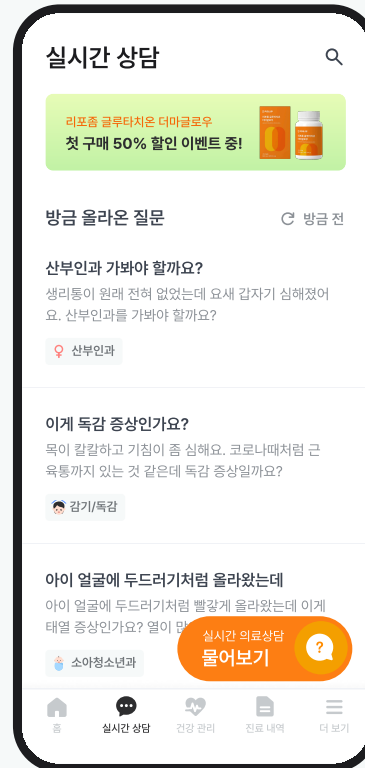 실시간 상담
리포좀 글루타치온 더마글로우
첫 구매 50% 할인 이벤트 중!
방금 올라온 질문
방금 전
산부인과 가봐야 할까요?
생리통이 원래 전혀 없었는데 요새 갑자기 심해졌어
요. 산부인과를 가봐야 할까요?
산부인과
이게 독감 증상인가요?
목이 칼칼하고 기침이 좀 심해요. 코로나때처럼 근
육통까지 있는 것 같은데 독감 증상일까요?
감기/독감
아이 얼굴에 두드러기처럼 올라왔는데
아이 얼굴에 두드러기처럼 빨갛게 올라왔는데 이게
태열 증상인가요? 열이
소아청소년과
실시간 의료상담
물어보기
?
홈
실시간 상담
건강 관리
진료 내역
더 보기